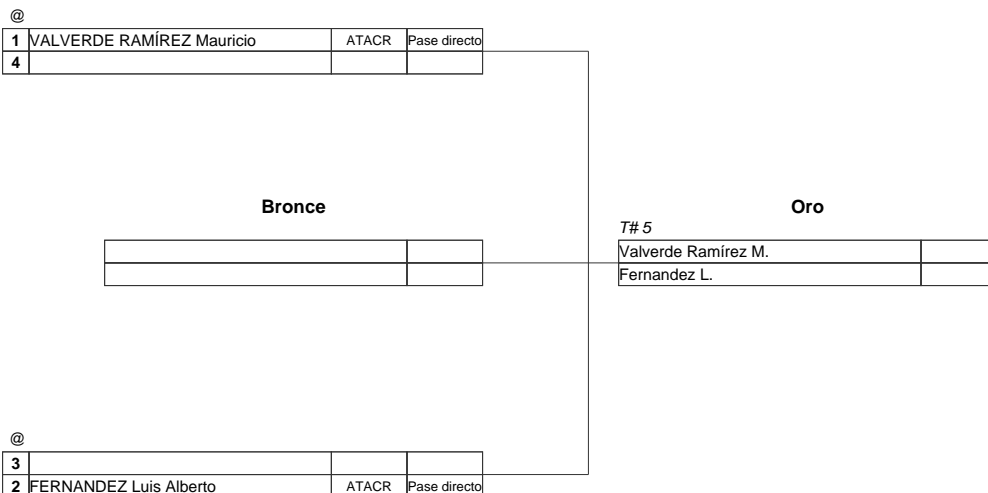 @
1 VALVERDE RAMÍREZ Mauricio ATACR Pase directo
4
Bronce Oro
T# 5
Valverde Ramírez M.
Fernandez L.
@
3
2 FERNANDEZ Luis Alberto ATACR Pase directo